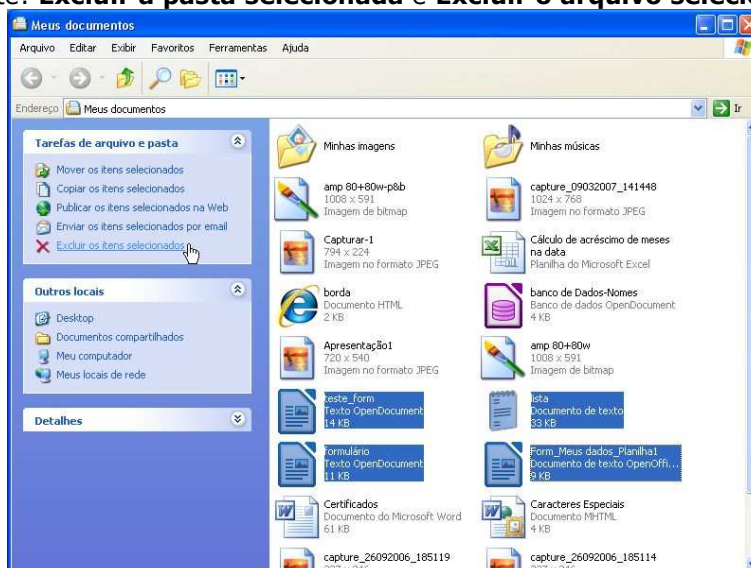 Excluir a pasta selecionada e Excluir o arquivo
Meus documentos
Arquivo Editar Exibir Favoritos Ferramentas Ajuda
Endereço Meus documentos Ir
Tarefas de arquivo e pasta
Mover os itens selecionados
Copiar os itens selecionados
Publicar os itens selecionados na Web
Enviar os itens selecionados por email
Excluir os itens selecionados
Outros locais
Desktop
Documentos compartilhados
Meu computador
Meus locais de rede
Detalhes
Minhas imagens
Minhas músicas
amp 80+80w-p&b
1008 x 591
Imagem de bitmap
capture_09032007_141448
1024 x 768
Imagem no formato JPEG
Capturar-1
794 x 224
Imagem no formato JPEG
Cálculo de acréscimo de meses
na data
Planilha do Microsoft Excel
borda
Documento HTML
2 KB
banco de Dados-Nomes
Banco de dados OpenDocument
4 KB
Apresentação1
720 x 540
Imagem no formato JPEG
amp 80+80w
1008 x 591
Imagem de bitmap
teste_form
Texto OpenDocument
14 KB
lista
Documento de texto
33 KB
formulário
Texto OpenDocument
11 KB
Form_Meus dados_Planilha1
Documento de texto OpenOffi...
9 KB
Certificados
Documento do Microsoft Word
61 KB
Caracteres Especiais
Documento MHTML
4 KB
capture_26092006_185119
capture_26092006_185114